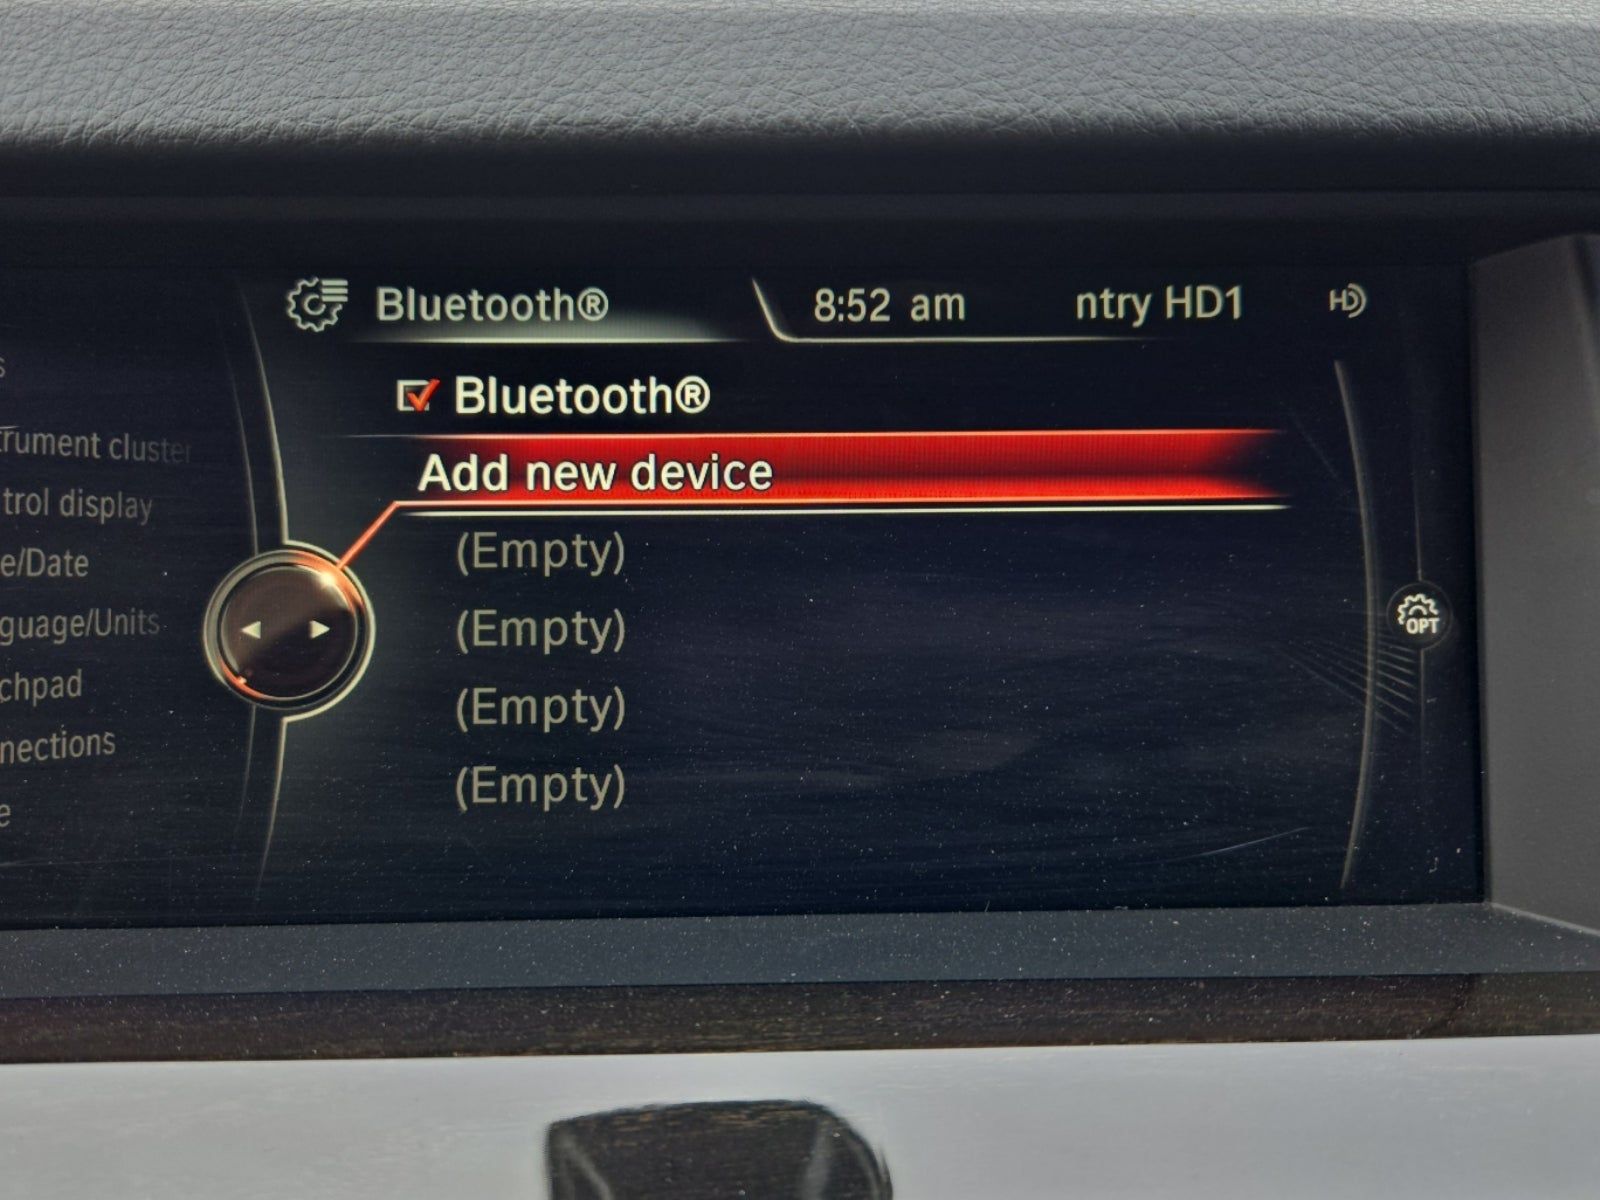 Bluetooth®
8:52 am
ntry HD1
HD
Bluetooth®
Add new device
(Empty)
(Empty)
(Empty)
(Empty)
s
trument cluster
trol display
e/Date
guage/Units
chpad
nections
e
OPT